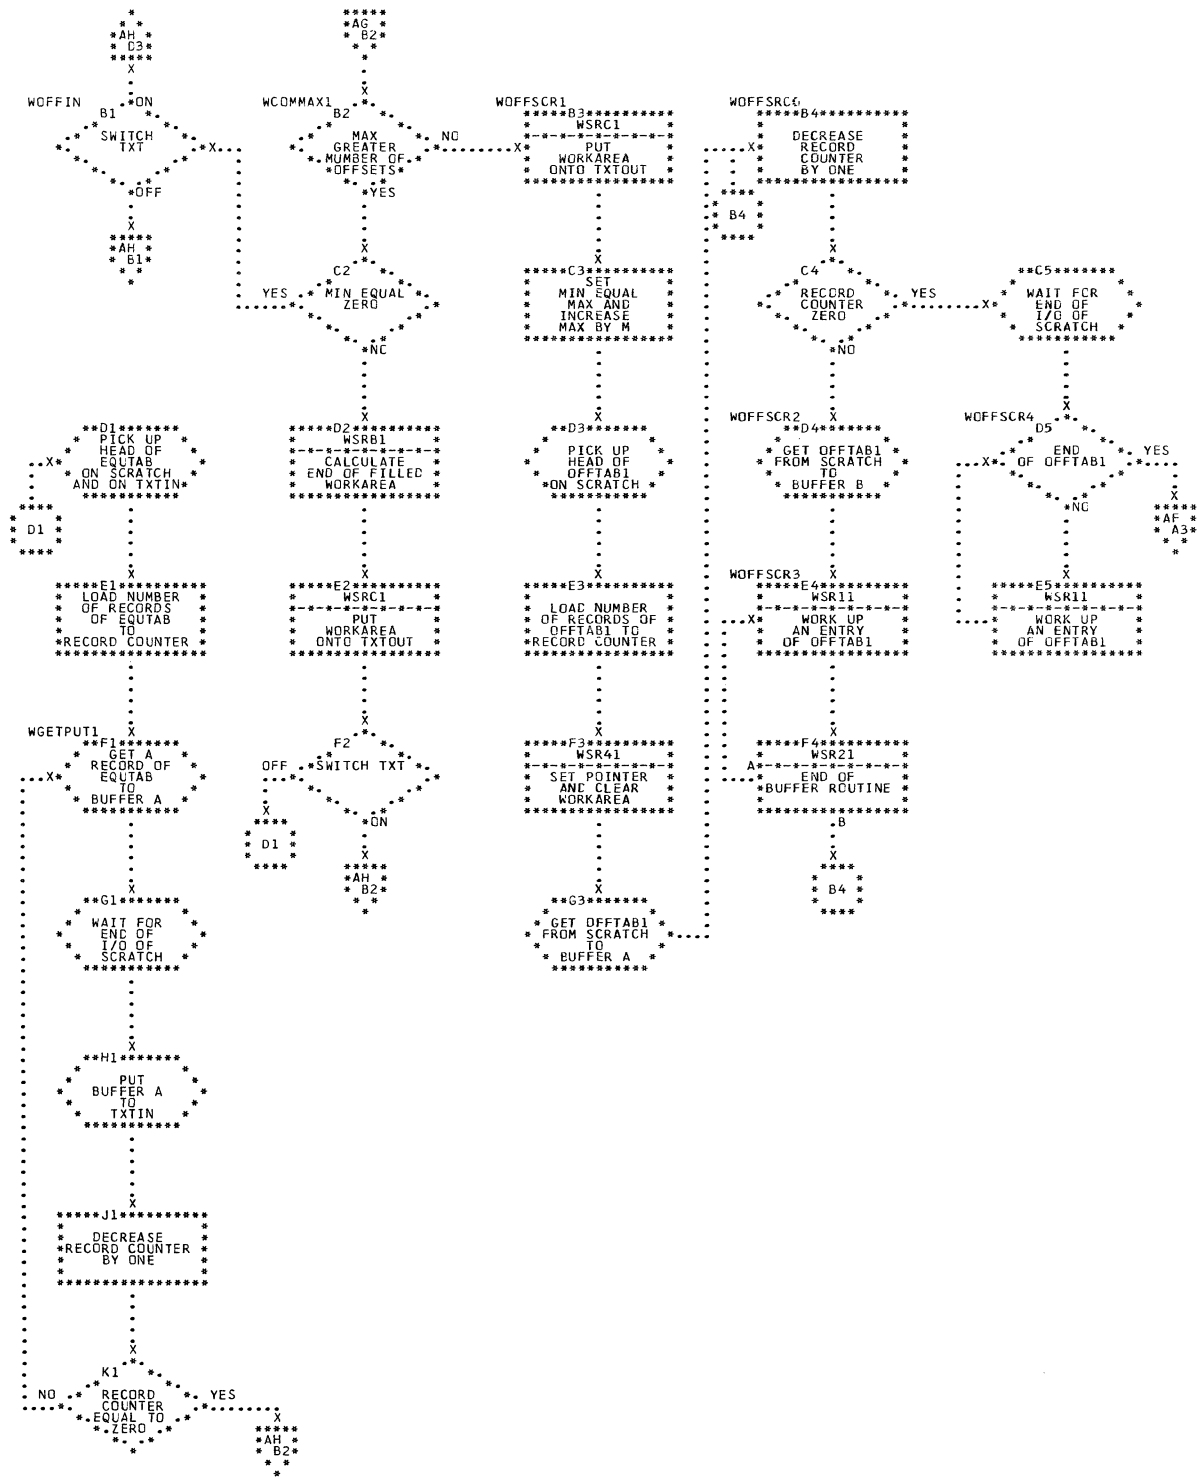 AH
D3
X
WOFFIN
ON
B1
SWITCH
TXT
X
OFF
X
AH
B1
D1
PICK UP
HEAD OF
EQUTAB
ON SCRATCH
AND ON TXTIN
X
D1
X
E1
LOAD NUMBER
OF RECORDS
OF EQUTAB
TO
RECORD COUNTER
X
WGETPUT1
F1
GET A
RECORD OF
EQUTAB
TO
BUFFER A
X
X
G1
WAIT FOR
END OF
I/O OF
SCRATCH
X
H1
PUT
BUFFER A
TO
TXTIN
X
J1
DECREASE
RECORD COUNTER
BY ONE
X
K1
RECORD
COUNTER
EQUAL TO
ZERO
NO
YES
X
AH
B2
AG
B2
X
WCOMMAX1
B2
MAX
GREATER
MUMBER OF
OFFSETS
NO
X
YES
X
C2
MIN EQUAL
ZERO
YES
NO
X
D2
WSRB1
CALCULATE
END OF FILLED
WORKAREA
X
E2
WSRC1
PUT
WORKAREA
ONTO TXTOUT
X
F2
SWITCH TXT
OFF
X
D1
ON
X
AH
B2
WOFFSCR1
B3
WSRC1
PUT
WORKAREA
ONTO TXTOUT
X
C3
SET
MIN EQUAL
MAX AND
INCREASE
MAX BY M
X
D3
PICK UP
HEAD OF
OFFTAB1
ON SCRATCH
X
E3
LOAD NUMBER
OF RECORDS OF
OFFTAB1 TO
RECORD COUNTER
X
F3
WSR41
SET POINTER
AND CLEAR
WORKAREA
X
G3
GET OFFTAB1
FROM SCRATCH
TO
BUFFER A
B4
DECREASE
RECORD
COUNTER
BY ONE
X
B4
X
C4
RECORD
COUNTER
ZERO
YES
X
NO
X
WOFFSCR2
D4
GET OFFTAB1
FROM SCRATCH
TO
BUFFER B
X
WOFFSCR3
E4
WSR11
WORK UP
AN ENTRY
OF OFFTAB1
X
X
F4
WSR21
END OF
BUFFER ROUTINE
A
B
X
B4
C5
WAIT FOR
END OF
I/O OF
SCRATCH
X
WOFFSCR4
D5
END
OF OFFTAB1
X
YES
X
AF
A3
NO
X
E5
WSR11
WORK UP
AN ENTRY
OF OFFTAB1